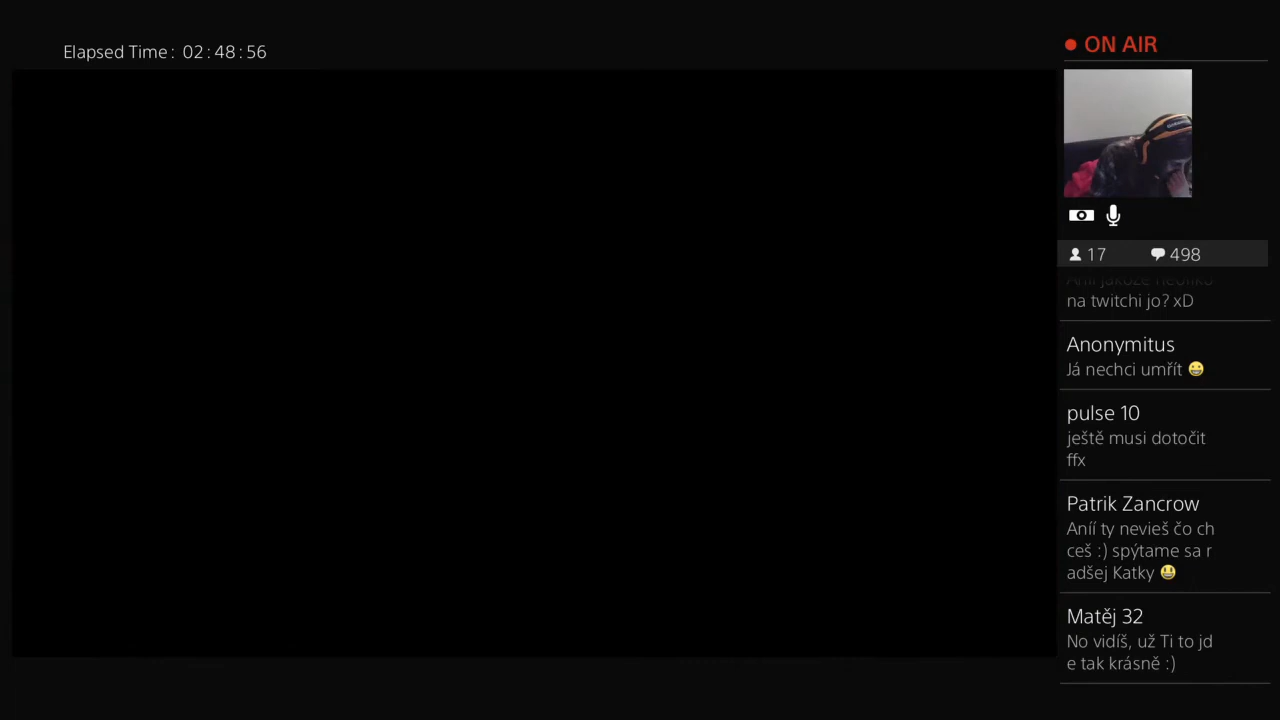 Elapsed Time: 02:48:56
ON AIR
17 498
na twitchi jo? xD
Anonymitus
Já nechci umřít 😀
pulse 10
ještě musi dotočit
ffx
Patrik Zancrow
Aníí ty nevieš čo ch
ceš :) spýtame sa r
adšej Katky 😃
Matěj 32
No vidíš, už Ti to jd
e tak krásně :)